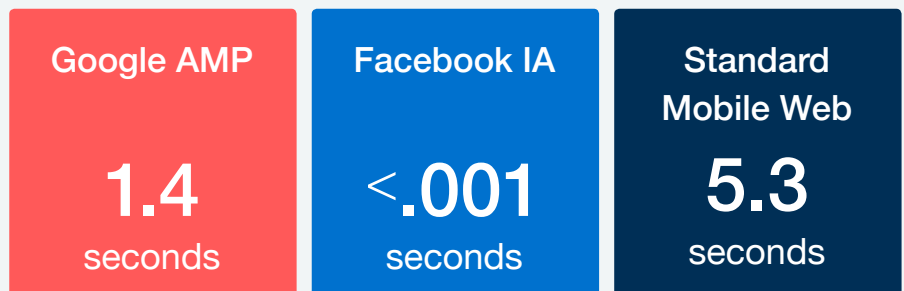 Google AMP
1.4
seconds
Facebook IA
<.001
seconds
Standard
Mobile Web
5.3
seconds